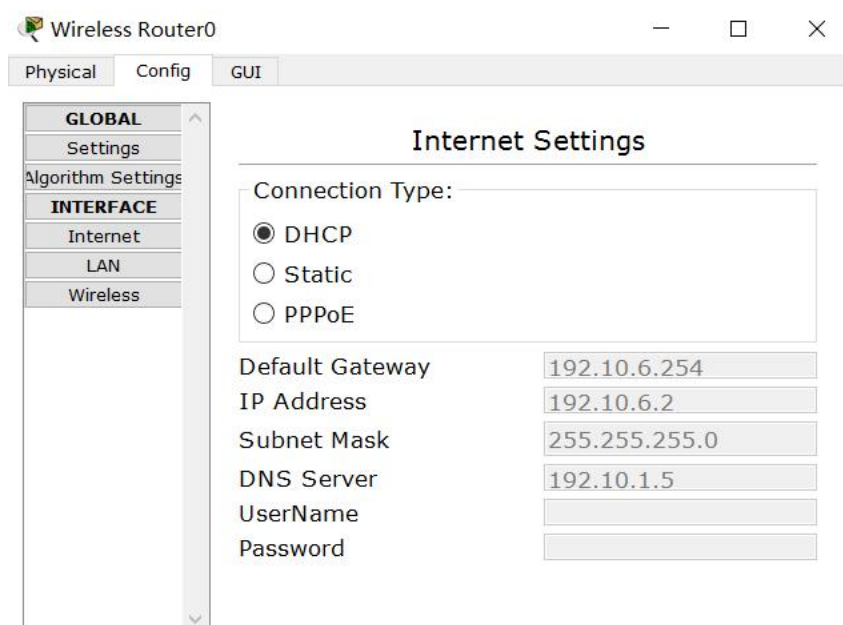 Wireless Router0
Physical Config GUI
GLOBAL
Settings
Algorithm Settings
INTERFACE
Internet
LAN
Wireless
Internet Settings
Connection Type:
DHCP
Static
PPPoE
Default Gateway 192.10.6.254
IP Address 192.10.6.2
Subnet Mask 255.255.255.0
DNS Server 192.10.1.5
UserName
Password